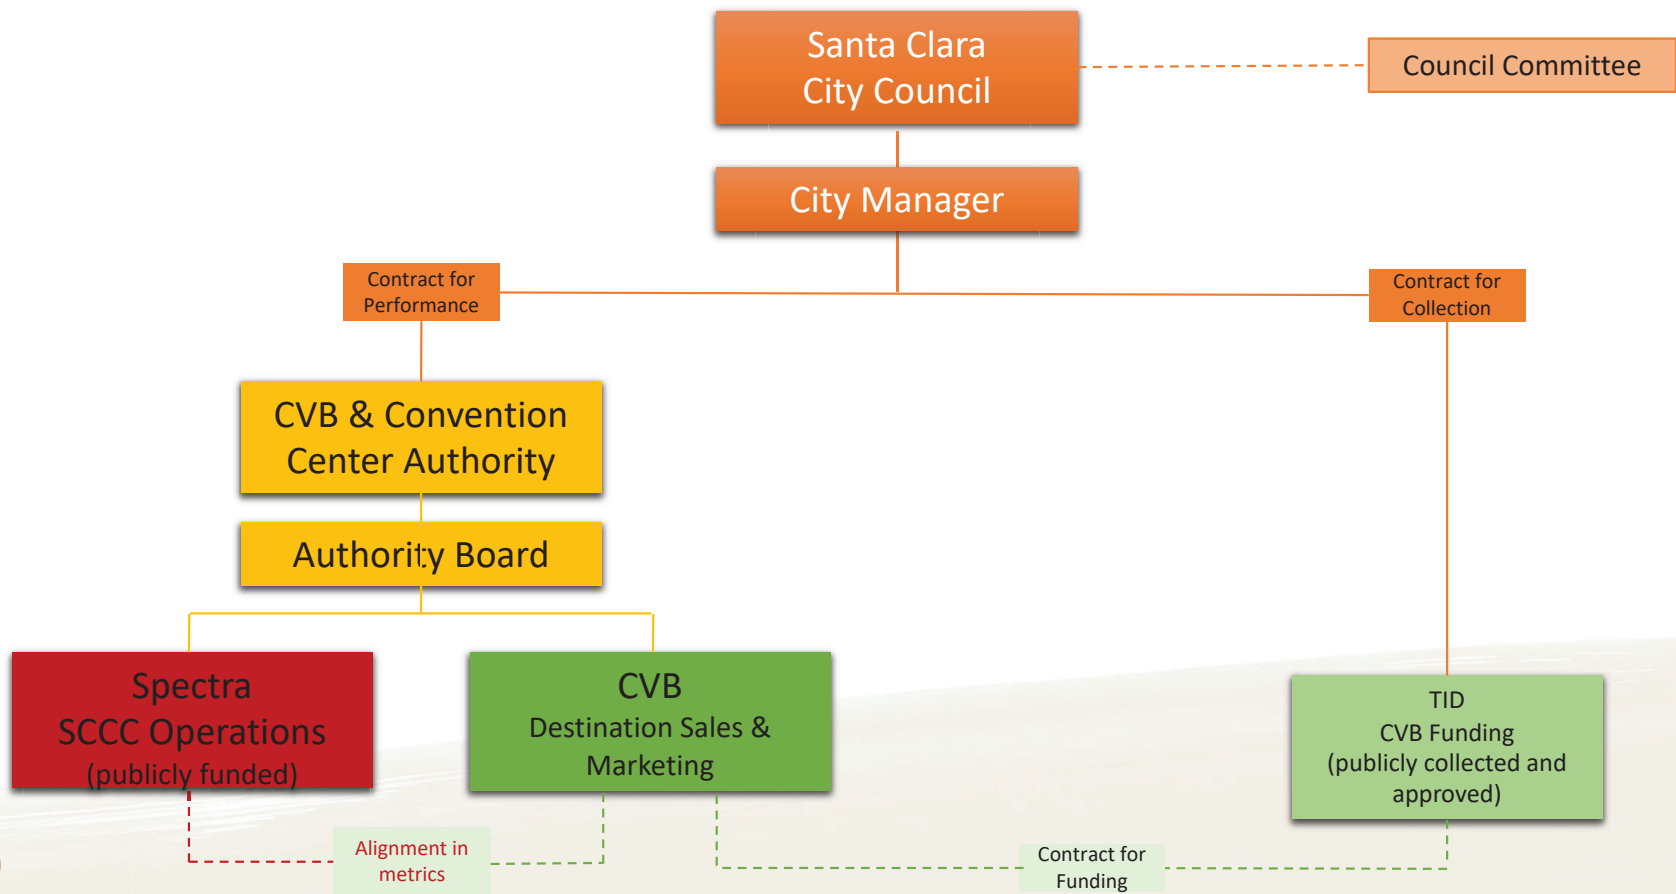 Santa Clara
City Council
Council Committee
City Manager
Contract for
Performance
Contract for
Collection
CVB & Convention
Center Authority
Authority Board
Spectra
SCCC Operations
(publicly funded)
CVB
Destination Sales &
Marketing
TID
CVB Funding
(publicly collected and
approved)
Alignment in
metrics
Contract for
Funding